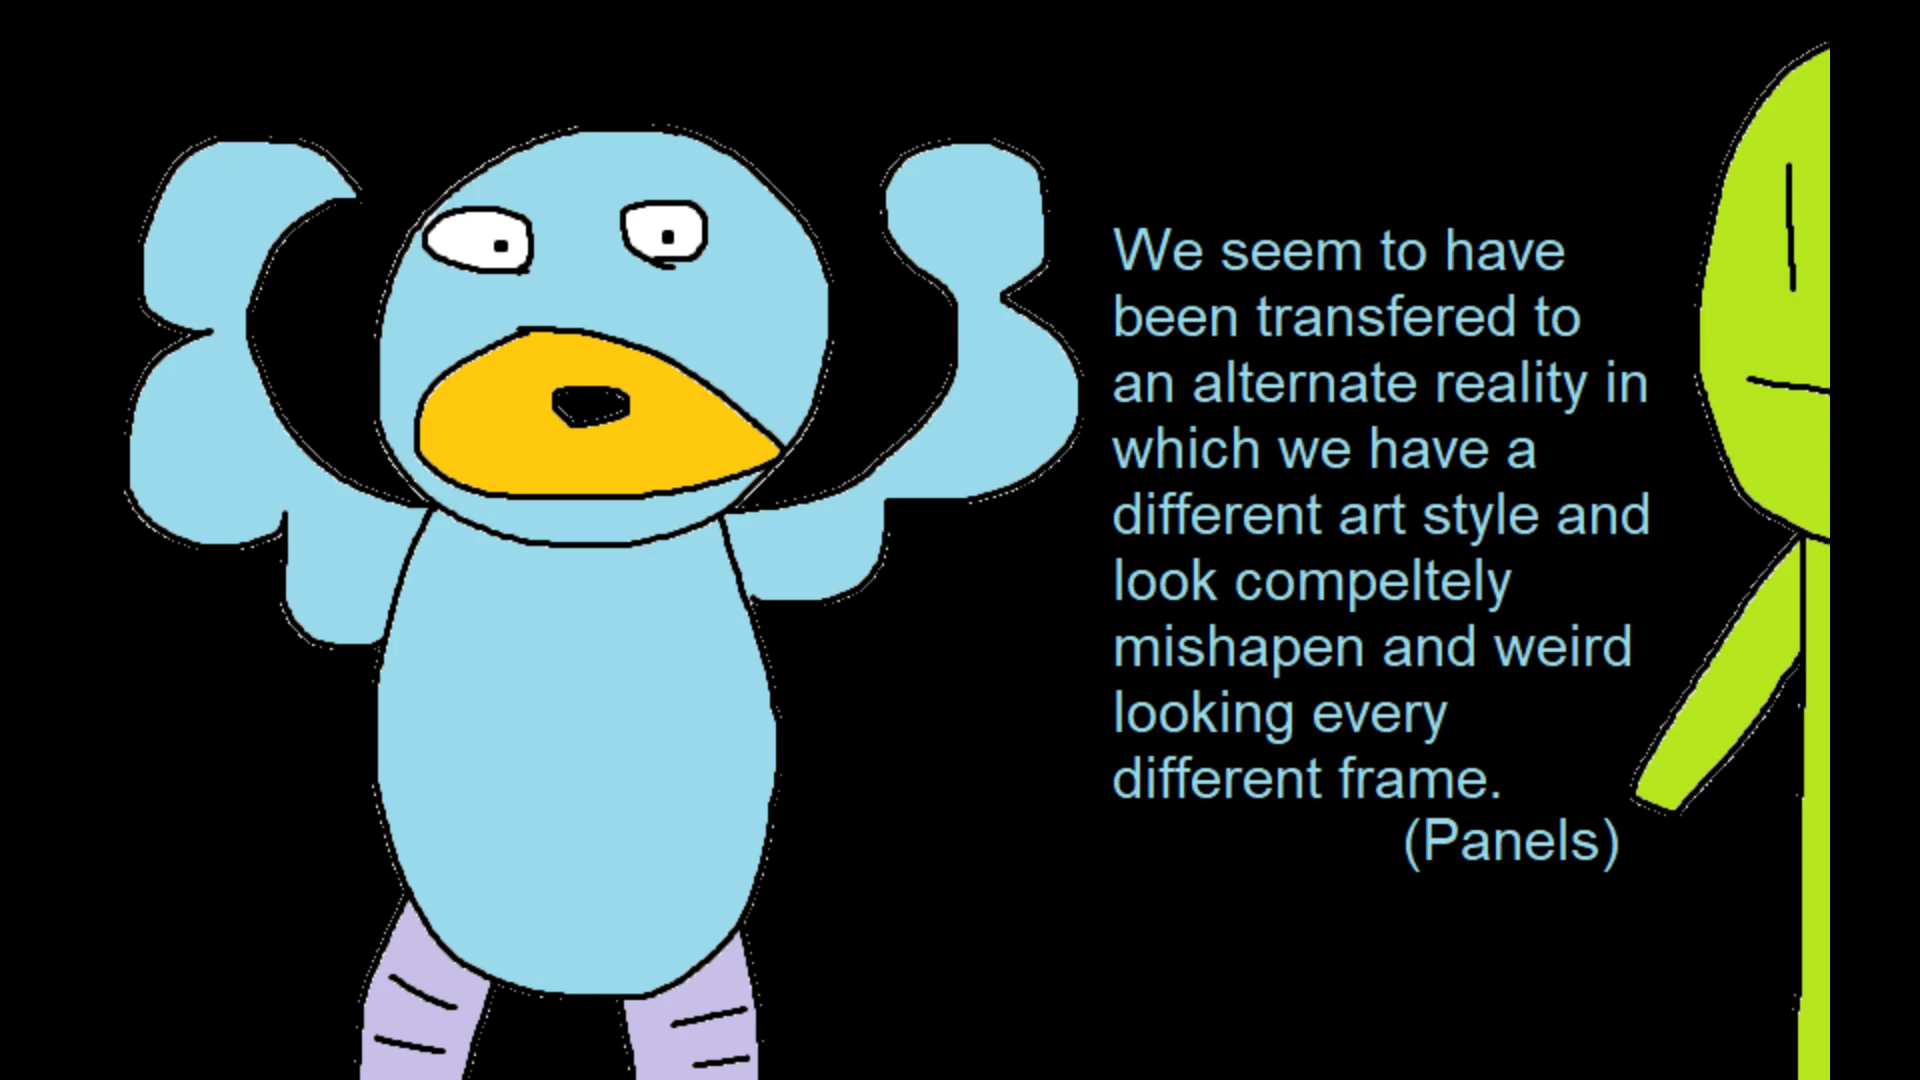 We seem to have
been transfered to
an alternate reality in
which we have a
different art style and
look compeltely
mishapen and weird
looking every
different frame.
(Panels)